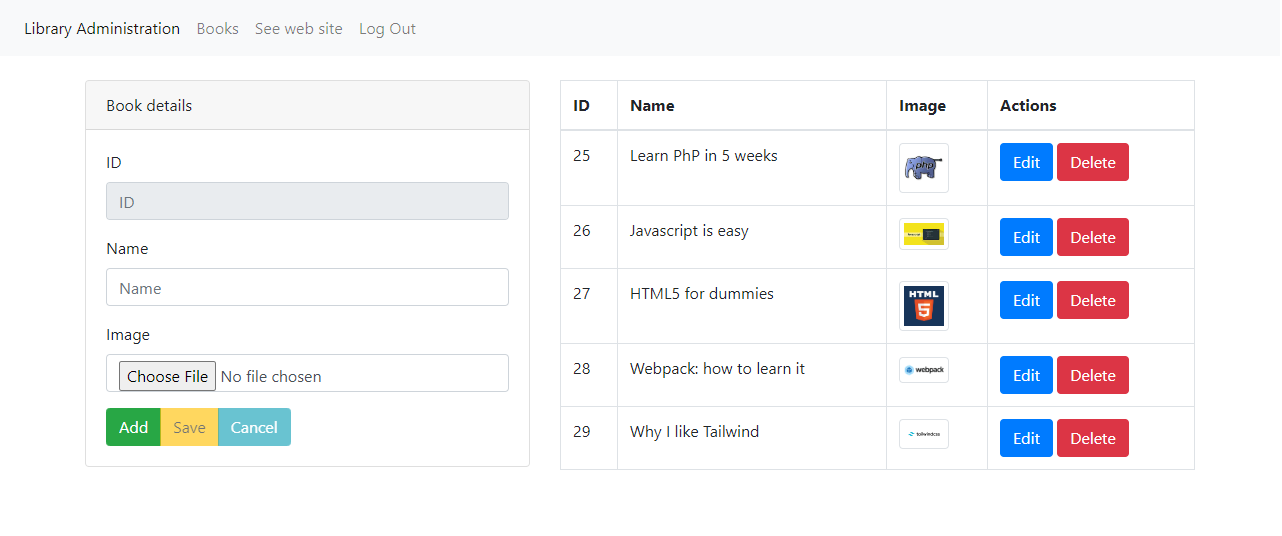 Library Administration Books See web site Log Out
Book details
ID
ID
Name
Name
Image
Choose File No file chosen
Add Save Cancel
ID Name Image Actions
25 Learn PhP in 5 weeks php Edit Delete
26 Javascript is easy Edit Delete
27 HTML5 for dummies HTML 5 Edit Delete
28 Webpack: how to learn it webpack Edit Delete
29 Why I like Tailwind tailwindcss Edit Delete